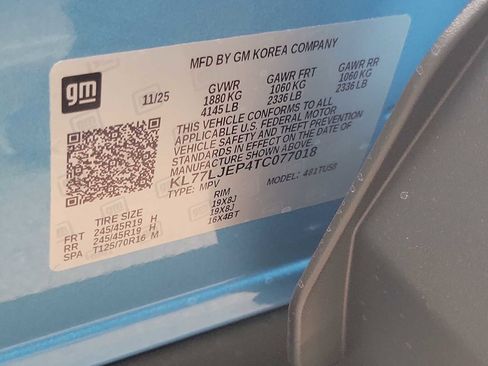 MFD BY GM KOREA COMPANY
gm
11/25
GVWR GAWR FRT GAWR RR
1880 KG 1060 KG 1060 KG
4145 LB 2336 LB 2336 LB
THIS VEHICLE CONFORMS TO ALL
APPLICABLE U.S. FEDERAL MOTOR
VEHICLE SAFETY AND THEFT PREVENTION
STANDARDS IN EFFECT ON THE DATE OF
MANUFACTURE SHOWN ABOVE.
KL77LJEP4TC077018
TYPE: MPV MODEL: 481TUS8
TIRE SIZE RIM
FRT 245/45R19 H 19X8J
RR 245/45R19 H 19X8J
SPA T125/70R16 M 16X4BT